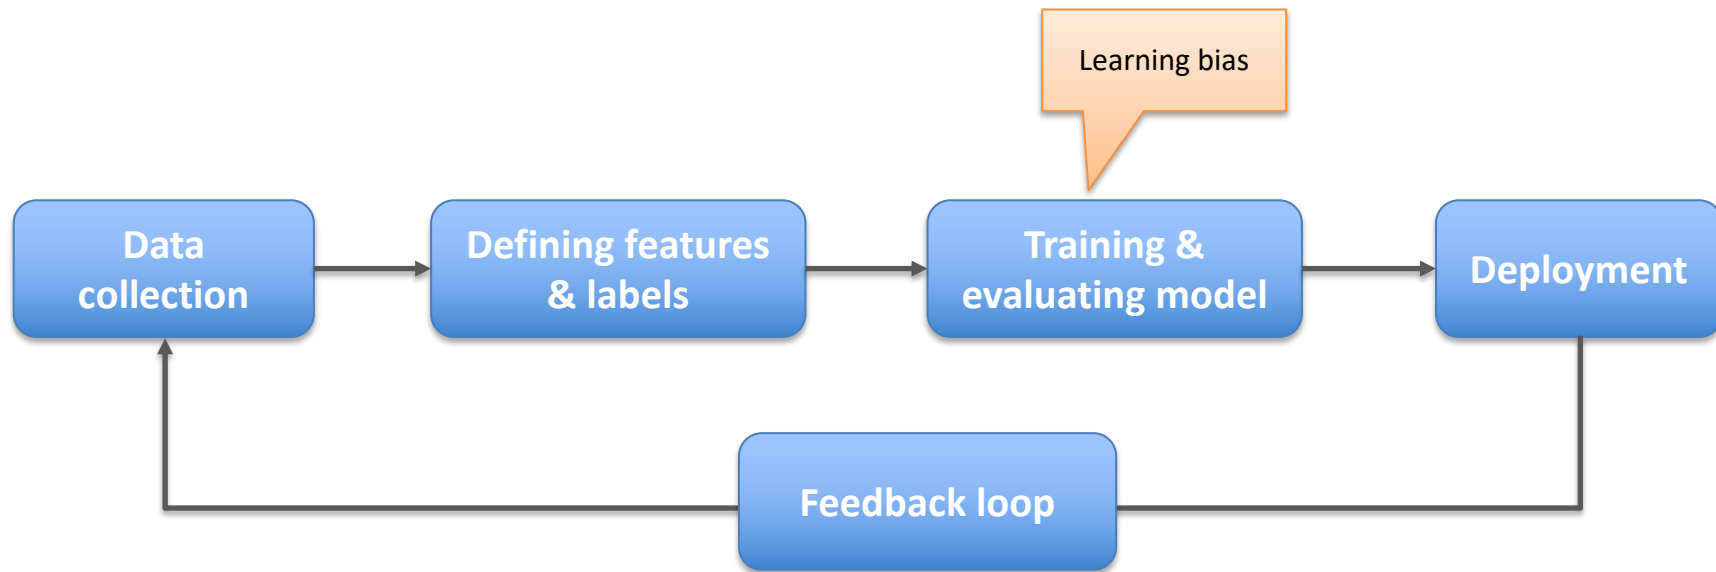 Learning bias
Data
collection
Defining features
& labels
Training &
evaluating model
Deployment
Feedback loop